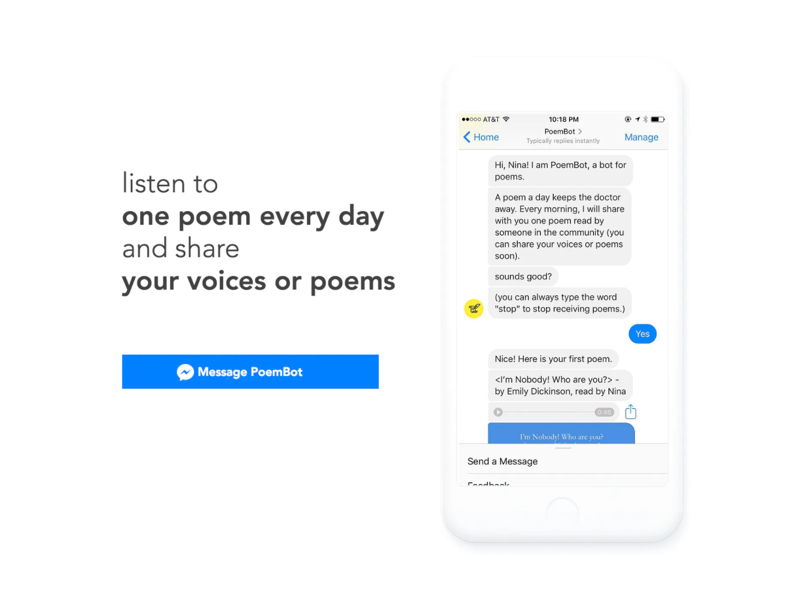 listen to
one poem every day
and share
your voices or poems
Message PoemBot
AT&T
10:18 PM
Home
PoemBot >
Typically replies instantly
Manage
Hi, Nina! I am PoemBot, a bot for
poems.
A poem a day keeps the doctor
away. Every morning, I will share
with you one poem read by
someone in the community (you
can share your voices or poems
soon).
sounds good?
(you can always type the word
"stop" to stop receiving poems.)
Yes
Nice! Here is your first poem.
<I'm Nobody! Who are you?> -
by Emily Dickinson, read by Nina
I'm Nobody! Who are you?
Send a Message
Feedback